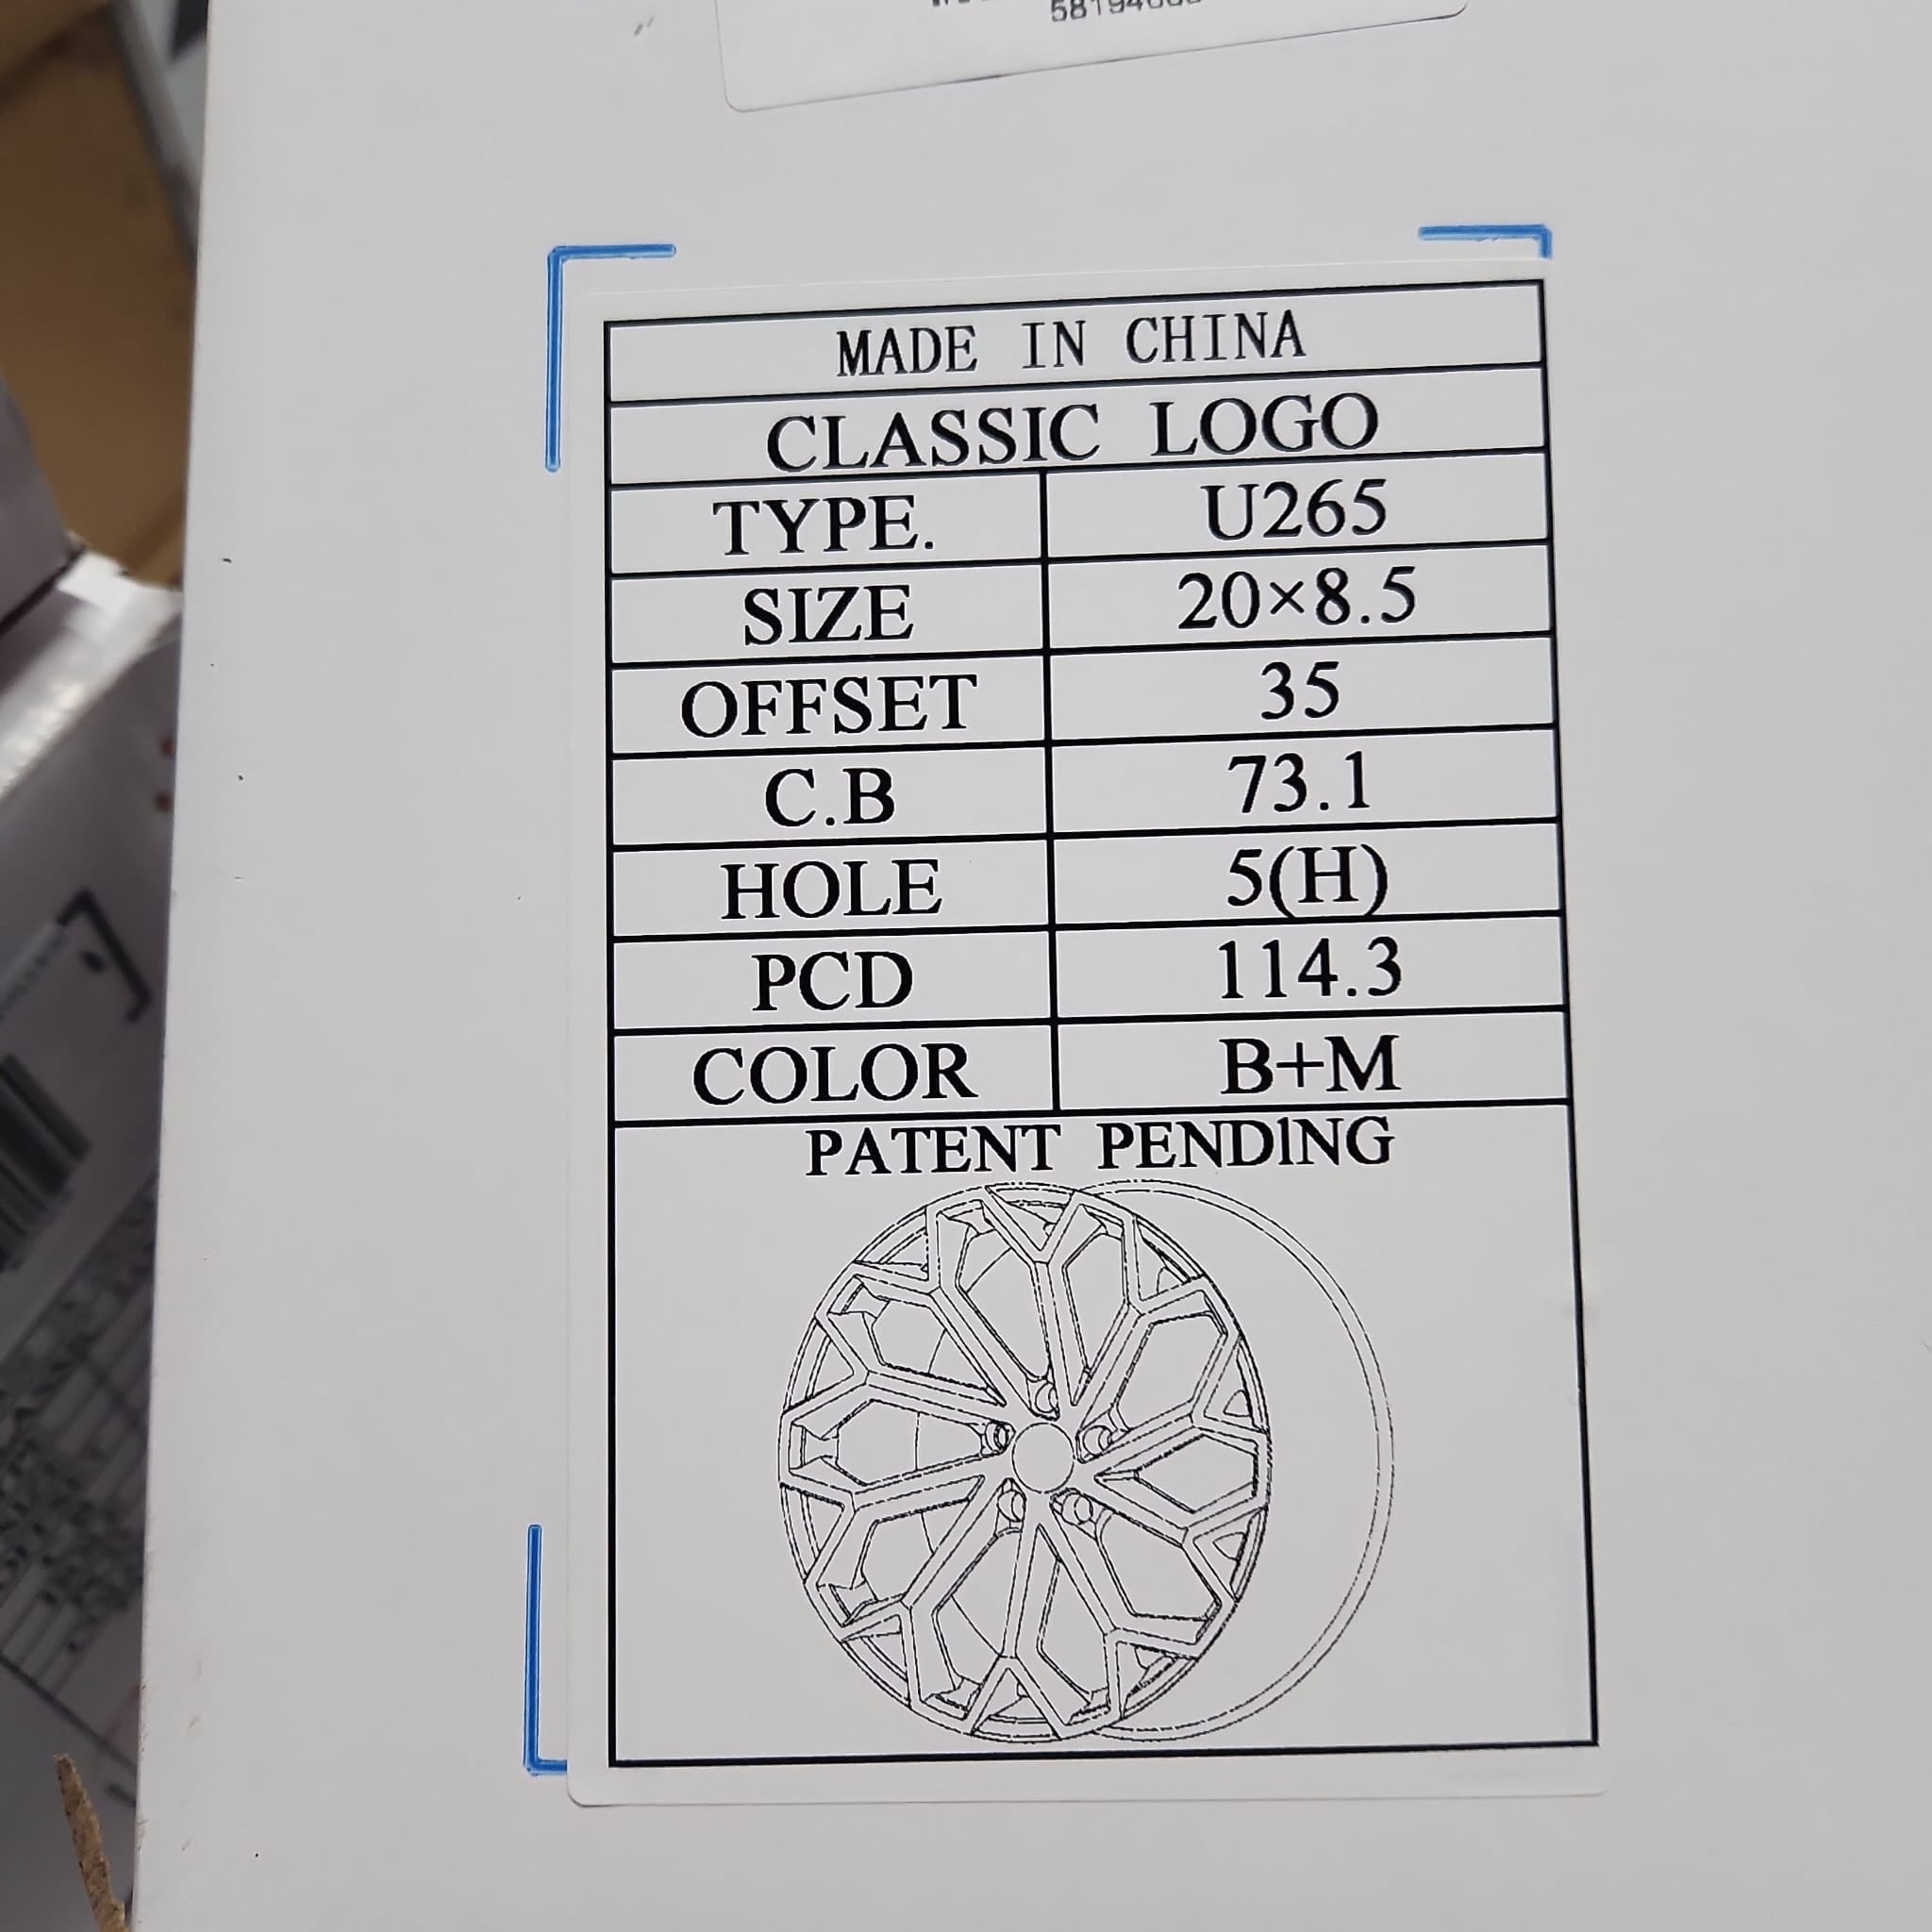 MADE IN CHINA
CLASSIC LOGO
TYPE. U265
SIZE 20×8.5
OFFSET 35
C.B 73.1
HOLE 5(H)
PCD 114.3
COLOR B+M
PATENT PENDING